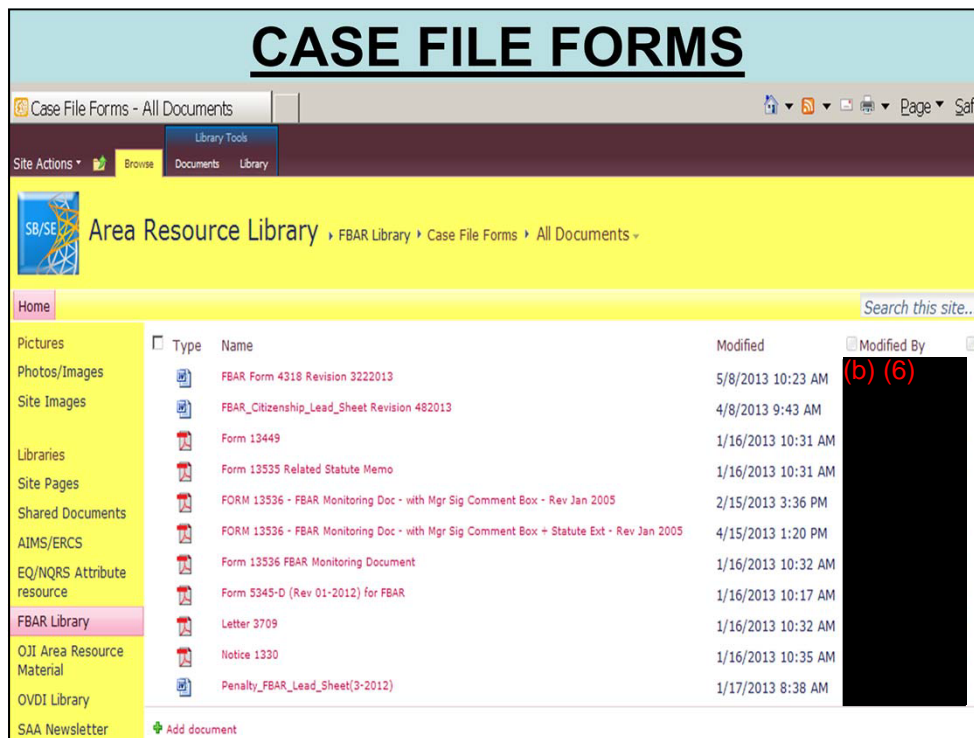 CASE FILE FORMS
Case File Forms - All Documents
Page Saf
Library Tools
Site Actions Browse Documents Library
SB/SE Area Resource Library FBAR Library Case File Forms All Documents
Home Search this site...
Pictures
Photos/Images
Site Images
Libraries
Site Pages
Shared Documents
AIMS/ERCS
EQ/NQRS Attribute
resource
FBAR Library
OJI Area Resource
Material
OVDI Library
SAA Newsletter
Type Name Modified Modified By
(b) (6)
FBAR Form 4318 Revision 3222013 5/8/2013 10:23 AM
FBAR_Citizenship_Lead_Sheet Revision 482013 4/8/2013 9:43 AM
Form 13449 1/16/2013 10:31 AM
Form 13535 Related Statute Memo 1/16/2013 10:31 AM
FORM 13536 - FBAR Monitoring Doc - with Mgr Sig Comment Box - Rev Jan 2005 2/15/2013 3:36 PM
FORM 13536 - FBAR Monitoring Doc - with Mgr Sig Comment Box + Statute Ext - Rev Jan 2005 4/15/2013 1:20 PM
Form 13536 FBAR Monitoring Document 1/16/2013 10:32 AM
Form 5345-D (Rev 01-2012) for FBAR 1/16/2013 10:17 AM
Letter 3709 1/16/2013 10:32 AM
Notice 1330 1/16/2013 10:35 AM
Penalty_FBAR_Lead_Sheet(3-2012) 1/17/2013 8:38 AM
Add document